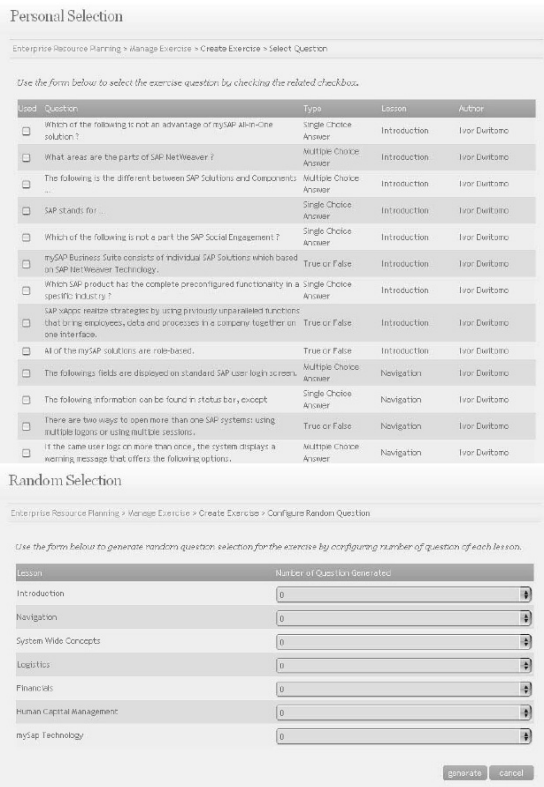 Personal Selection
Enterprise Resource Planning > Manage Exercise > Create Exercise > Select Question
Use the form below to select the exercise question by checking the related checkbox.
Used Question Type Lesson Author
Which of the following is not an advantage of mySAP All-in-One solution ? Single Choice Answer Introduction Ivor Dwitomo
What areas are the parts of SAP NetWeaver ? Multiple Choice Answer Introduction Ivor Dwitomo
The following is the different between SAP Solutions and Components ... Multiple Choice Answer Introduction Ivor Dwitomo
SAP stands for .. Single Choice Answer Introduction Ivor Dwitomo
Which of the following is not a part the SAP Social Engagement ? Single Choice Answer Introduction Ivor Dwitomo
mySAP Business Suite consists of individual SAP Solutions which based on SAP NetWeaver Technology. True or False Introduction Ivor Dwitomo
Which SAP product has the complete preconfigured functionality in a spesific industry ? Single Choice Answer Introduction Ivor Dwitomo
SAP xApps realize strategies by using priviously unparalleled functions that bring employees, data and processes in a company together on one interface. True or False Introduction Ivor Dwitomo
All of the mySAP solutions are role-based. True or False Introduction Ivor Dwitomo
The followings fields are displayed on standard SAP user login screen, Multiple Choice Answer Navigation Ivor Dwitomo
The following information can be found in status bar, except Single Choice Answer Navigation Ivor Dwitomo
There are two ways to open more than one SAP systems: using multiple logons or using multiple sessions. True or False Navigation Ivor Dwitomo
If the same user logs on more than once, the system displays a warning message that offers the following options. Multiple Choice Answer Navigation Ivor Dwitomo
Random Selection
Enterprise Resource Planning > Manage Exercise > Create Exercise > Configure Random Question
Use the form below to generate random question selection for the exercise by configuring number of question of each lesson.
Lesson Number of Question Generated
Introduction 0
Navigation 0
System Wide Concepts 0
Logistics 0
Financials 0
Human Capital Management 0
mySap Technology 0
generate cancel